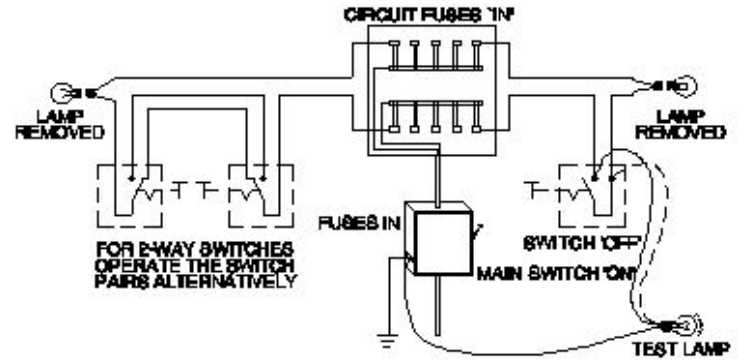 CIRCUIT FUSES 'IN'
LAMP
REMOVED
LAMP
REMOVED
FUSES IN
SWITCH 'OFF'
FOR 2-WAY SWITCHES
OPERATE THE SWITCH
PAIRS ALTERNATIVELY
MAIN SWITCH 'ON'
TEST LAMP